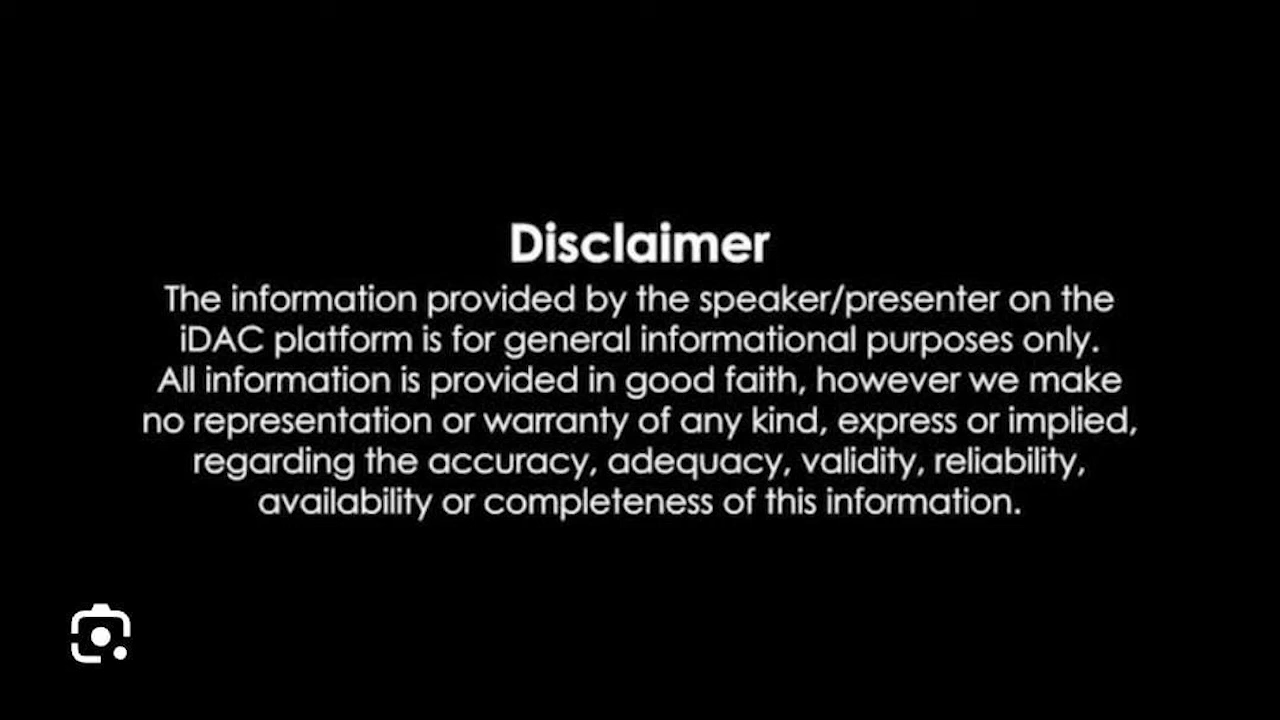 Disclaimer
The information provided by the speaker/presenter on the
iDAC platform is for general informational purposes only.
All information is provided in good faith, however we make
no representation or warranty of any kind, express or implied,
regarding the accuracy, adequacy, validity, reliability,
availability or completeness of this information.